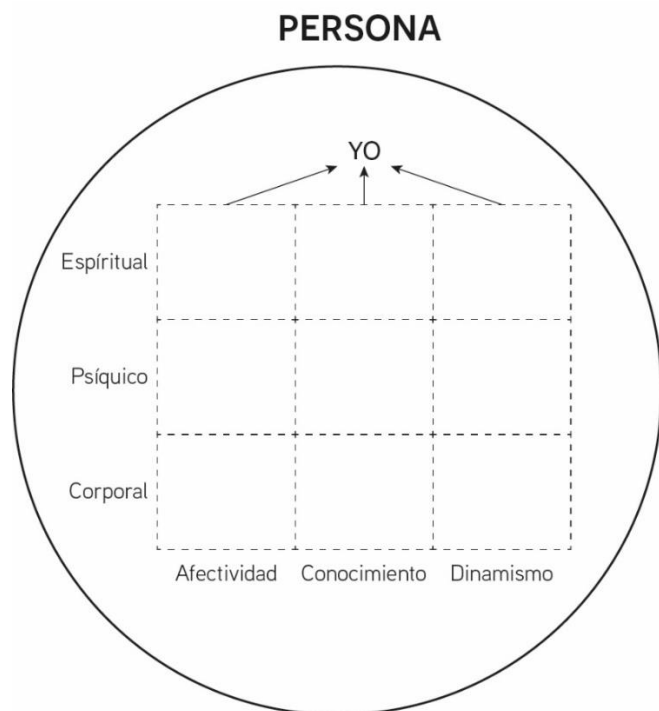 PERSONA
YO
Espíritual
Psíquico
Corporal
Afectividad Conocimiento Dinamismo